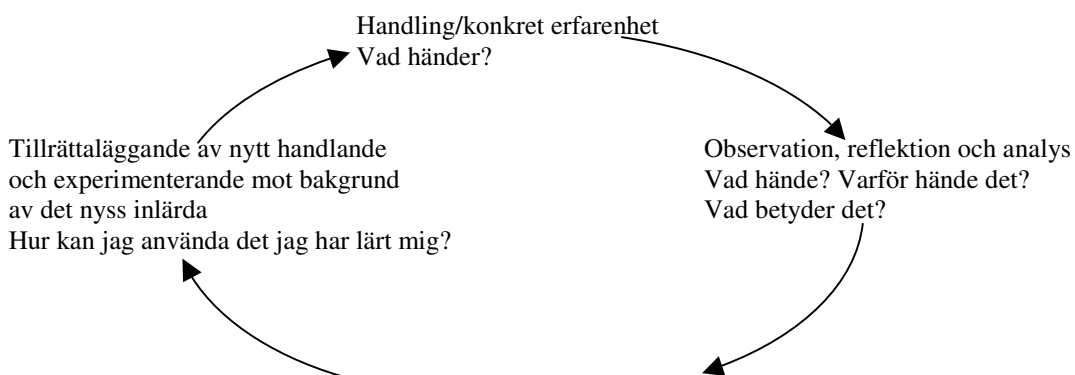 Handling/konkret erfarenhet
Vad händer?
Tillrättaläggande av nytt handlande
och experimenterande mot bakgrund
av det nyss inlärda
Hur kan jag använda det jag har lärt mig?
Observation, reflektion och analys
Vad hände? Varför hände det?
Vad betyder det?